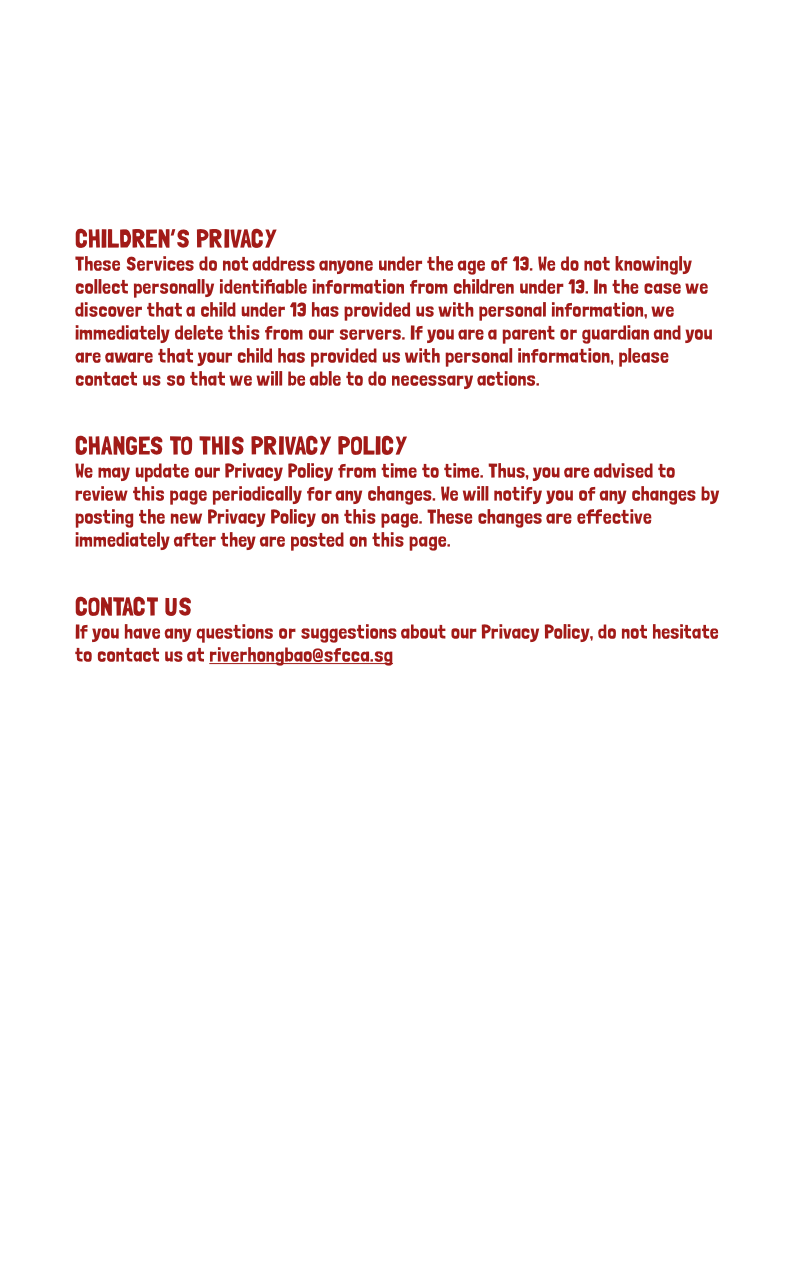 CHILDREN'S PRIVACY
These Services do not address anyone under the age of 13. We do not knowingly
collect personally identifiable information from children under 13. In the case we
discover that a child under 13 has provided us with personal information, we
immediately delete this from our servers. If you are a parent or guardian and you
are aware that your child has provided us with personal information, please
contact us so that we will be able to do necessary actions.
CHANGES TO THIS PRIVACY POLICY
We may update our Privacy Policy from time to time. Thus, you are advised to
review this page periodically for any changes. We will notify you of any changes by
posting the new Privacy Policy on this page. These changes are effective
immediately after they are posted on this page.
CONTACT US
If you have any questions or suggestions about our Privacy Policy, do not hesitate
to contact us at riverhongbao@sfcca.sg